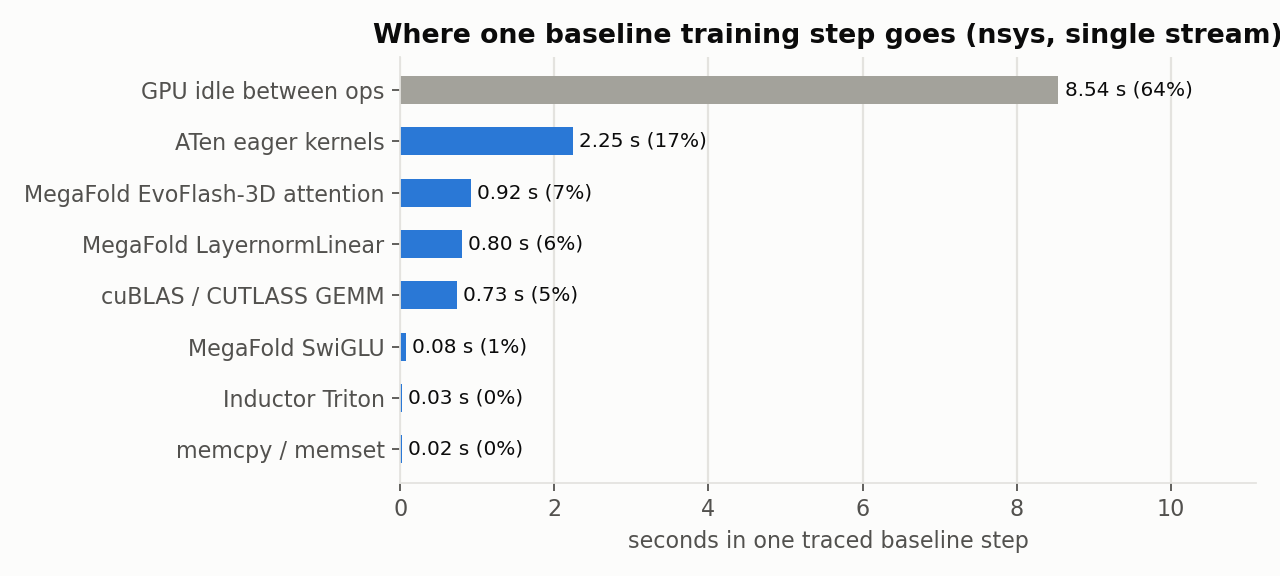 Where one baseline training step goes (nsys, single stream)
GPU idle between ops 8.54 s (64%)
ATen eager kernels 2.25 s (17%)
MegaFold EvoFlash-3D attention 0.92 s (7%)
MegaFold LayernormLinear 0.80 s (6%)
cuBLAS / CUTLASS GEMM 0.73 s (5%)
MegaFold SwiGLU 0.08 s (1%)
Inductor Triton 0.03 s (0%)
memcpy / memset 0.02 s (0%)
0 2 4 6 8 10
seconds in one traced baseline step